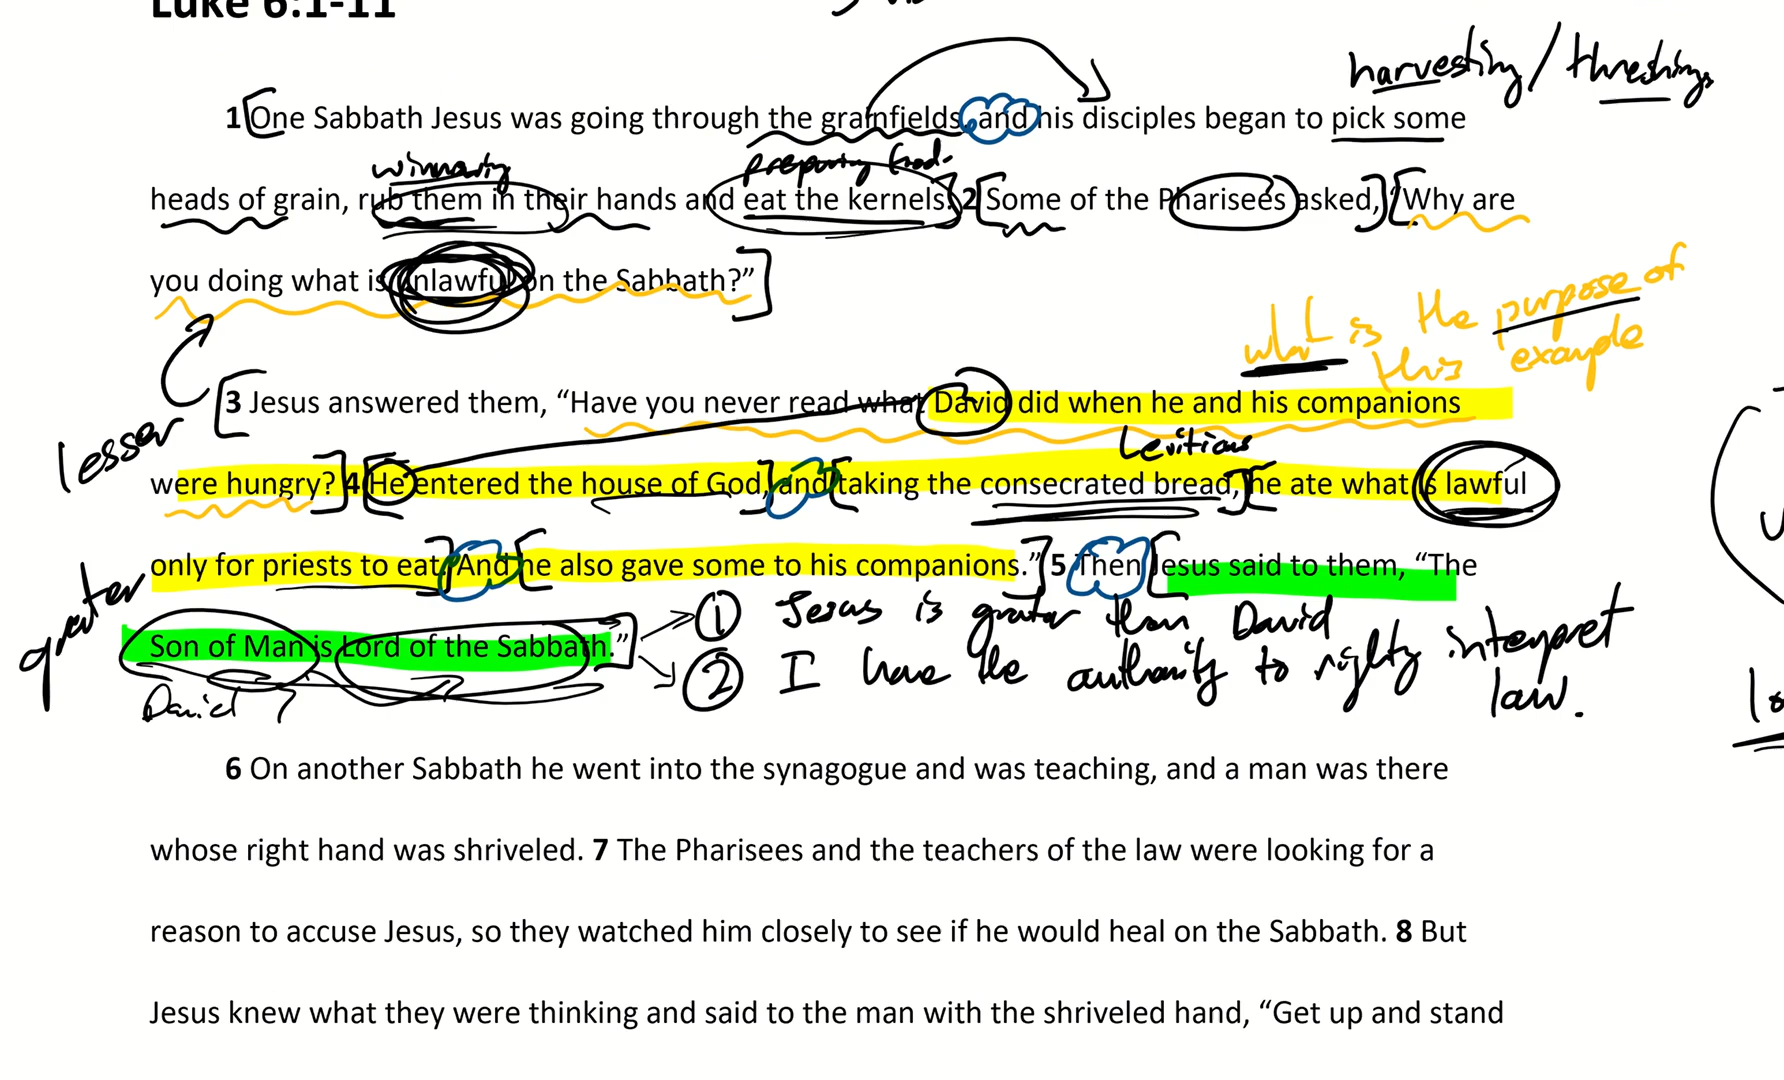 Luke 6:1-11
harvesting / threshing
1 One Sabbath Jesus was going through the grainfields, and his disciples began to pick some
winnowing preparing food.
heads of grain, rub them in their hands and eat the kernels. 2 Some of the Pharisees asked, “Why are
you doing what is unlawful on the Sabbath?”
what is the purpose of
this example
lesser
3 Jesus answered them, “Have you never read what David did when he and his companions
Leviticus
were hungry? 4 He entered the house of God, and taking the consecrated bread, he ate what is lawful
only for priests to eat. And he also gave some to his companions.” 5 Then Jesus said to them, “The
greater
Son of Man is Lord of the Sabbath.”
① Jesus is greater than David
② I have the authority to rightly interpret
law.
David
6 On another Sabbath he went into the synagogue and was teaching, and a man was there
whose right hand was shriveled. 7 The Pharisees and the teachers of the law were looking for a
reason to accuse Jesus, so they watched him closely to see if he would heal on the Sabbath. 8 But
Jesus knew what they were thinking and said to the man with the shriveled hand, “Get up and stand